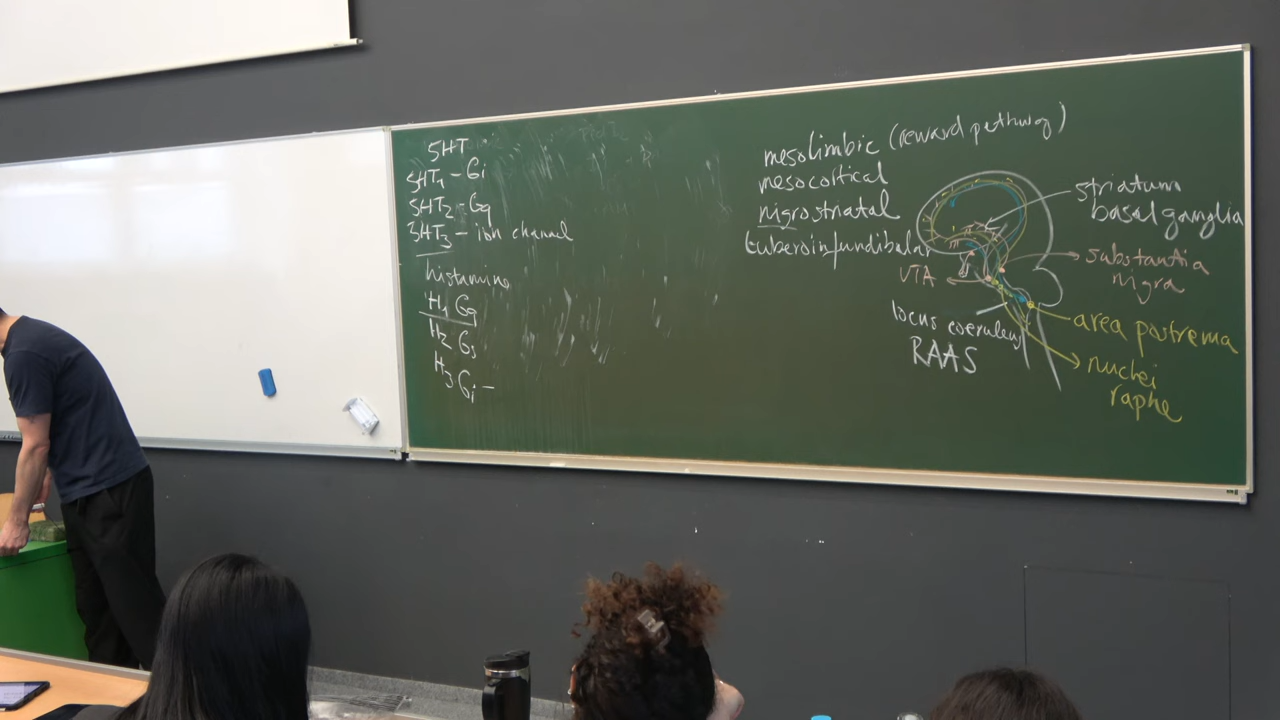 5HT
5HT1 - Gi
5HT2 - Gq
5HT3 - ion channel
histamine
H1 Gq
H2 Gs
H3 Gi -
mesolimbic (reward pathway)
mesocortical
nigrostriatal
tuberoinfundibular
VTA
locus coeruleus
RAAS
striatum
basal ganglia
substantia
nigra
area postrema
nuclei
raphe